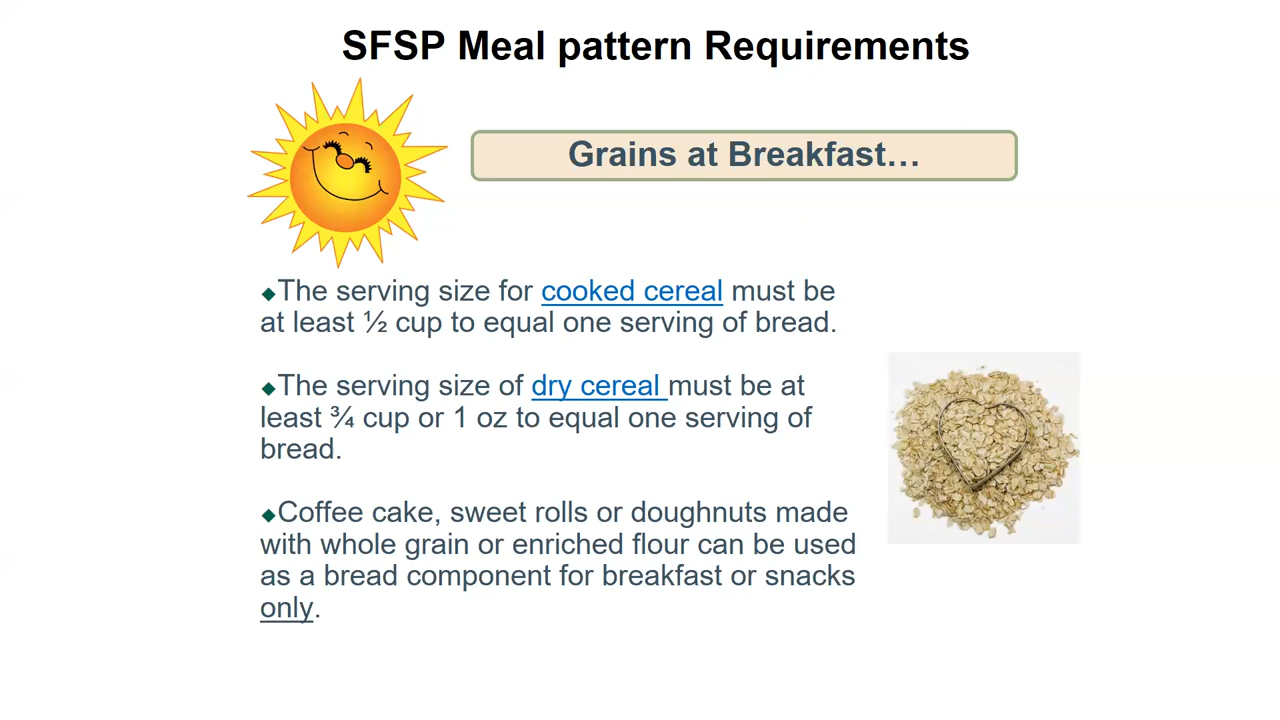 SFSP Meal pattern Requirements
Grains at Breakfast…
◆The serving size for cooked cereal must be
at least ½ cup to equal one serving of bread.
◆The serving size of dry cereal must be at
least ¾ cup or 1 oz to equal one serving of
bread.
◆Coffee cake, sweet rolls or doughnuts made
with whole grain or enriched flour can be used
as a bread component for breakfast or snacks
only.